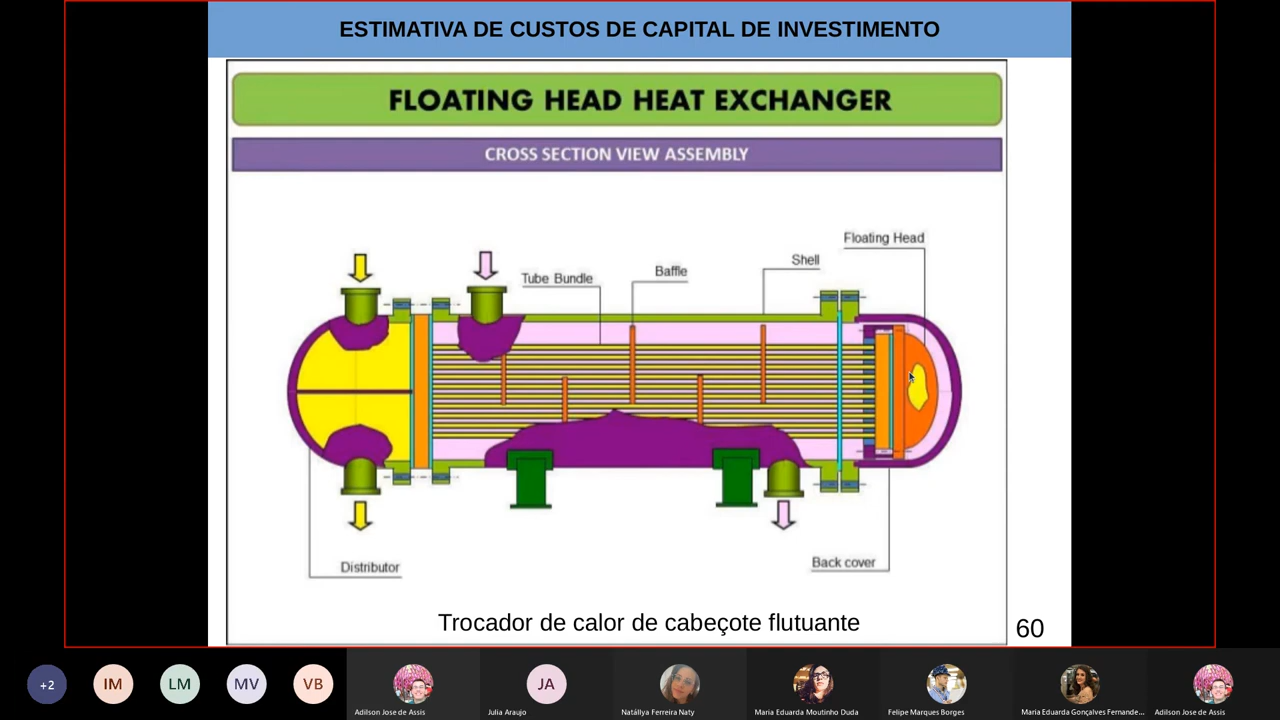 ESTIMATIVA DE CUSTOS DE CAPITAL DE INVESTIMENTO
FLOATING HEAD HEAT EXCHANGER
CROSS SECTION VIEW ASSEMBLY
Floating Head
Shell
Baffle
Tube Bundle
Distributor
Back cover
Trocador de calor de cabeçote flutuante
60
+2
IM
LM
MV
VB
JA
Adilson Jose de Assis
Julia Araujo
Natállya Ferreira Naty
Maria Eduarda Moutinho Duda
Felipe Marques Borges
Maria Eduarda Gonçalves Fernande...
Adilson Jose de Assis